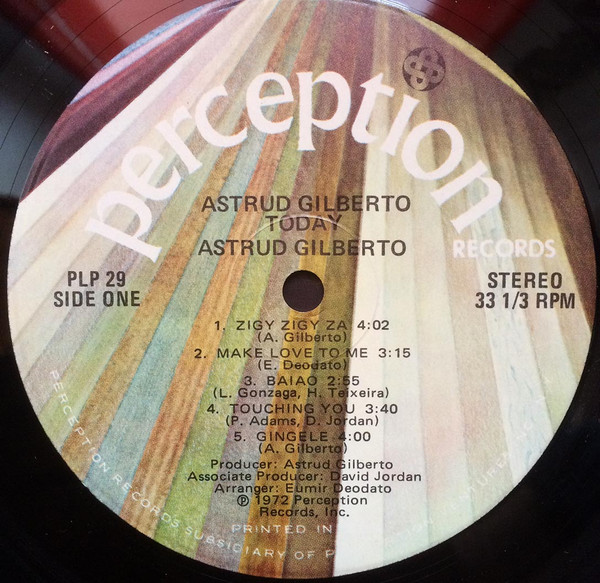 perception
RECORDS
ASTRUD GILBERTO
TODAY
ASTRUD GILBERTO
PLP 29
SIDE ONE
STEREO
33 1/3 RPM
1. ZIGY ZIGY ZA 4:02
(A. Gilberto)
2. MAKE LOVE TO ME 3:15
(E. Deodato)
3. BAIAO 2:55
(L. Gonzaga, H. Teixeira)
4. TOUCHING YOU 3:40
(P. Adams, D. Jordan)
5. GINGELE 4:00
(A. Gilberto)
Producer: Astrud Gilberto
Associate Producer: David Jordan
Arranger: Eumir Deodato
℗ 1972 Perception
Records, Inc.
PRINTED IN
PERCEPTION RECORDS SUBSIDIARY OF